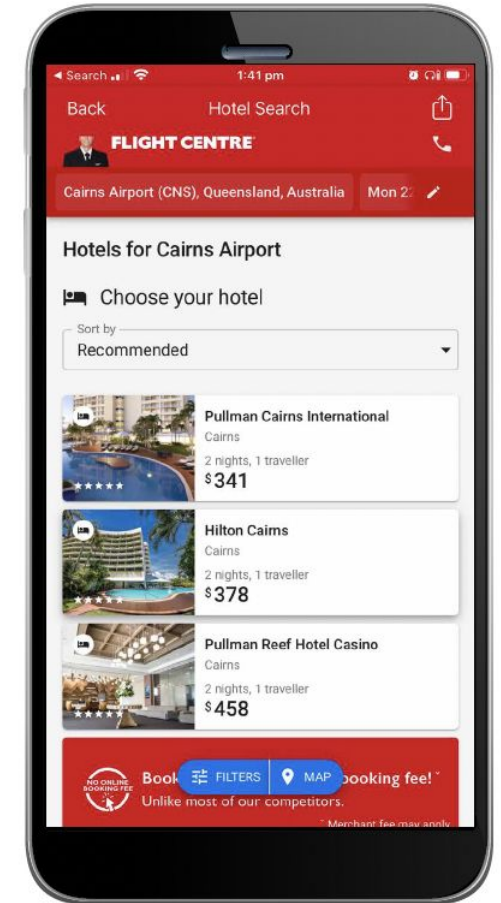 Search
1:41 pm
Back
Hotel Search
FLIGHT CENTRE
Cairns Airport (CNS), Queensland, Australia
Mon 22
Hotels for Cairns Airport
Choose your hotel
Sort by
Recommended
Pullman Cairns International
Cairns
2 nights, 1 traveller
$341
Hilton Cairns
Cairns
2 nights, 1 traveller
$378
Pullman Reef Hotel Casino
Cairns
2 nights, 1 traveller
$458
NO ONLINE
BOOKING FEE
Book
FILTERS
MAP
booking fee!
Unlike most of our competitors.
Merchant fee may apply